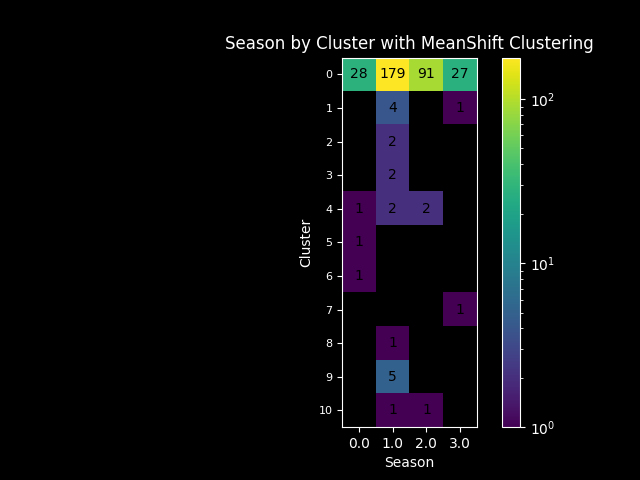 Season by Cluster with MeanShift Clustering
0 28 179 91 27
1 4 1
2 2
3 2
4 1 2 2
5 1
6 1
7 1
8 1
9 5
10 1 1
0.0 1.0 2.0 3.0
Season
Cluster
10²
10¹
10⁰